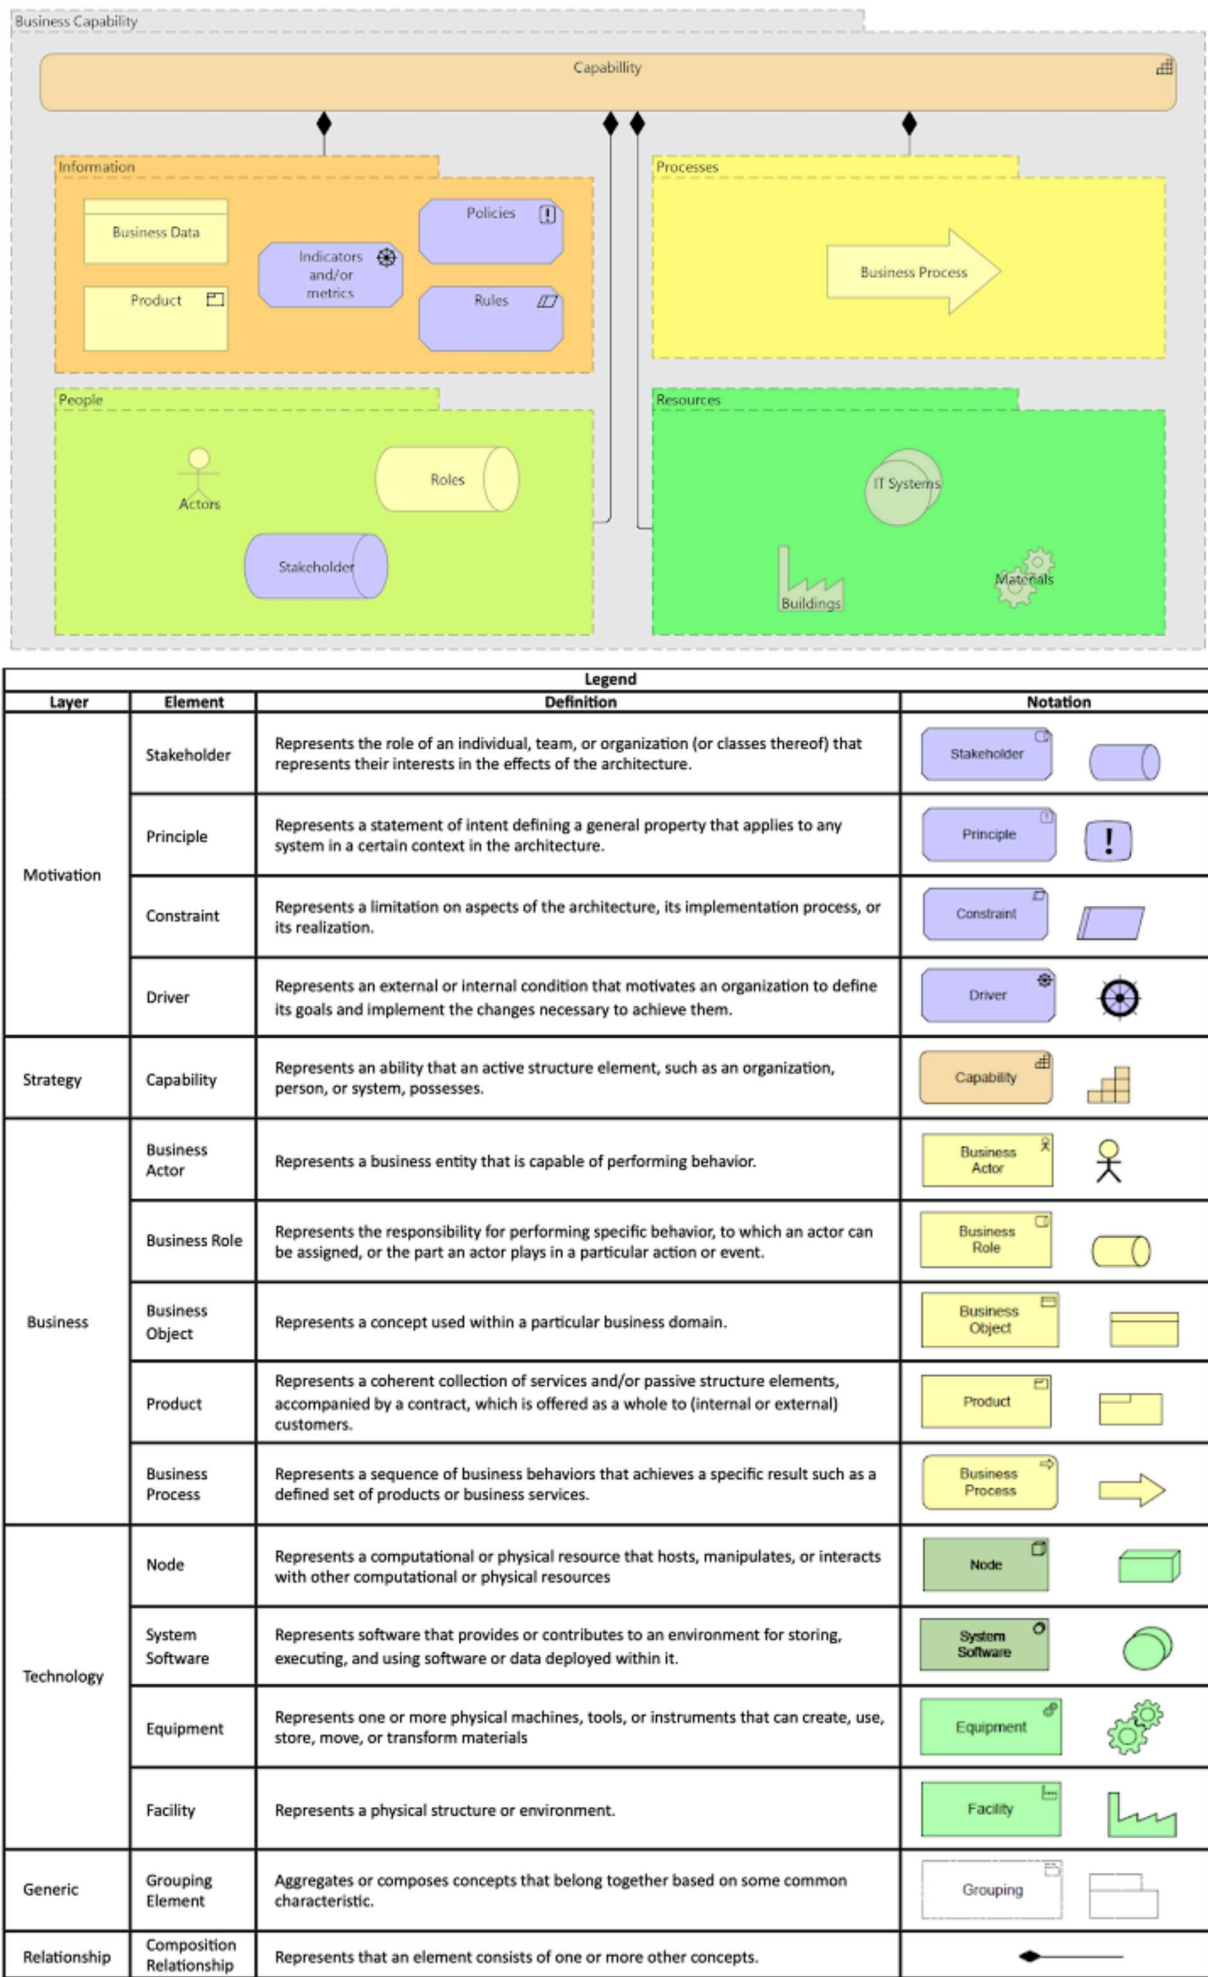 Business Capability
Capabillity
Information
Business Data
Product
Indicators
and/or
metrics
Policies
Rules
Processes
Business Process
People
Actors
Roles
Stakeholder
Resources
IT Systems
Buildings
Materials
Legend
Layer Element Definition Notation
Motivation
Stakeholder
Represents the role of an individual, team, or organization (or classes thereof) that
represents their interests in the effects of the architecture.
Stakeholder
Principle
Represents a statement of intent defining a general property that applies to any
system in a certain context in the architecture.
Principle
!
Constraint
Represents a limitation on aspects of the architecture, its implementation process, or
its realization.
Constraint
Driver
Represents an external or internal condition that motivates an organization to define
its goals and implement the changes necessary to achieve them.
Driver
Strategy
Capability
Represents an ability that an active structure element, such as an organization,
person, or system, possesses.
Capability
Business
Business
Actor
Represents a business entity that is capable of performing behavior.
Business
Actor
Business Role
Represents the responsibility for performing specific behavior, to which an actor can
be assigned, or the part an actor plays in a particular action or event.
Business
Role
Business
Object
Represents a concept used within a particular business domain.
Business
Object
Product
Represents a coherent collection of services and/or passive structure elements,
accompanied by a contract, which is offered as a whole to (internal or external)
customers.
Product
Business
Process
Represents a sequence of business behaviors that achieves a specific result such as a
defined set of products or business services.
Business
Process
Technology
Node
Represents a computational or physical resource that hosts, manipulates, or interacts
with other computational or physical resources
Node
System
Software
Represents software that provides or contributes to an environment for storing,
executing, and using software or data deployed within it.
System
Software
Equipment
Represents one or more physical machines, tools, or instruments that can create, use,
store, move, or transform materials
Equipment
Facility
Represents a physical structure or environment.
Facility
Generic
Grouping
Element
Aggregates or composes concepts that belong together based on some common
characteristic.
Grouping
Relationship
Composition
Relationship
Represents that an element consists of one or more other concepts.